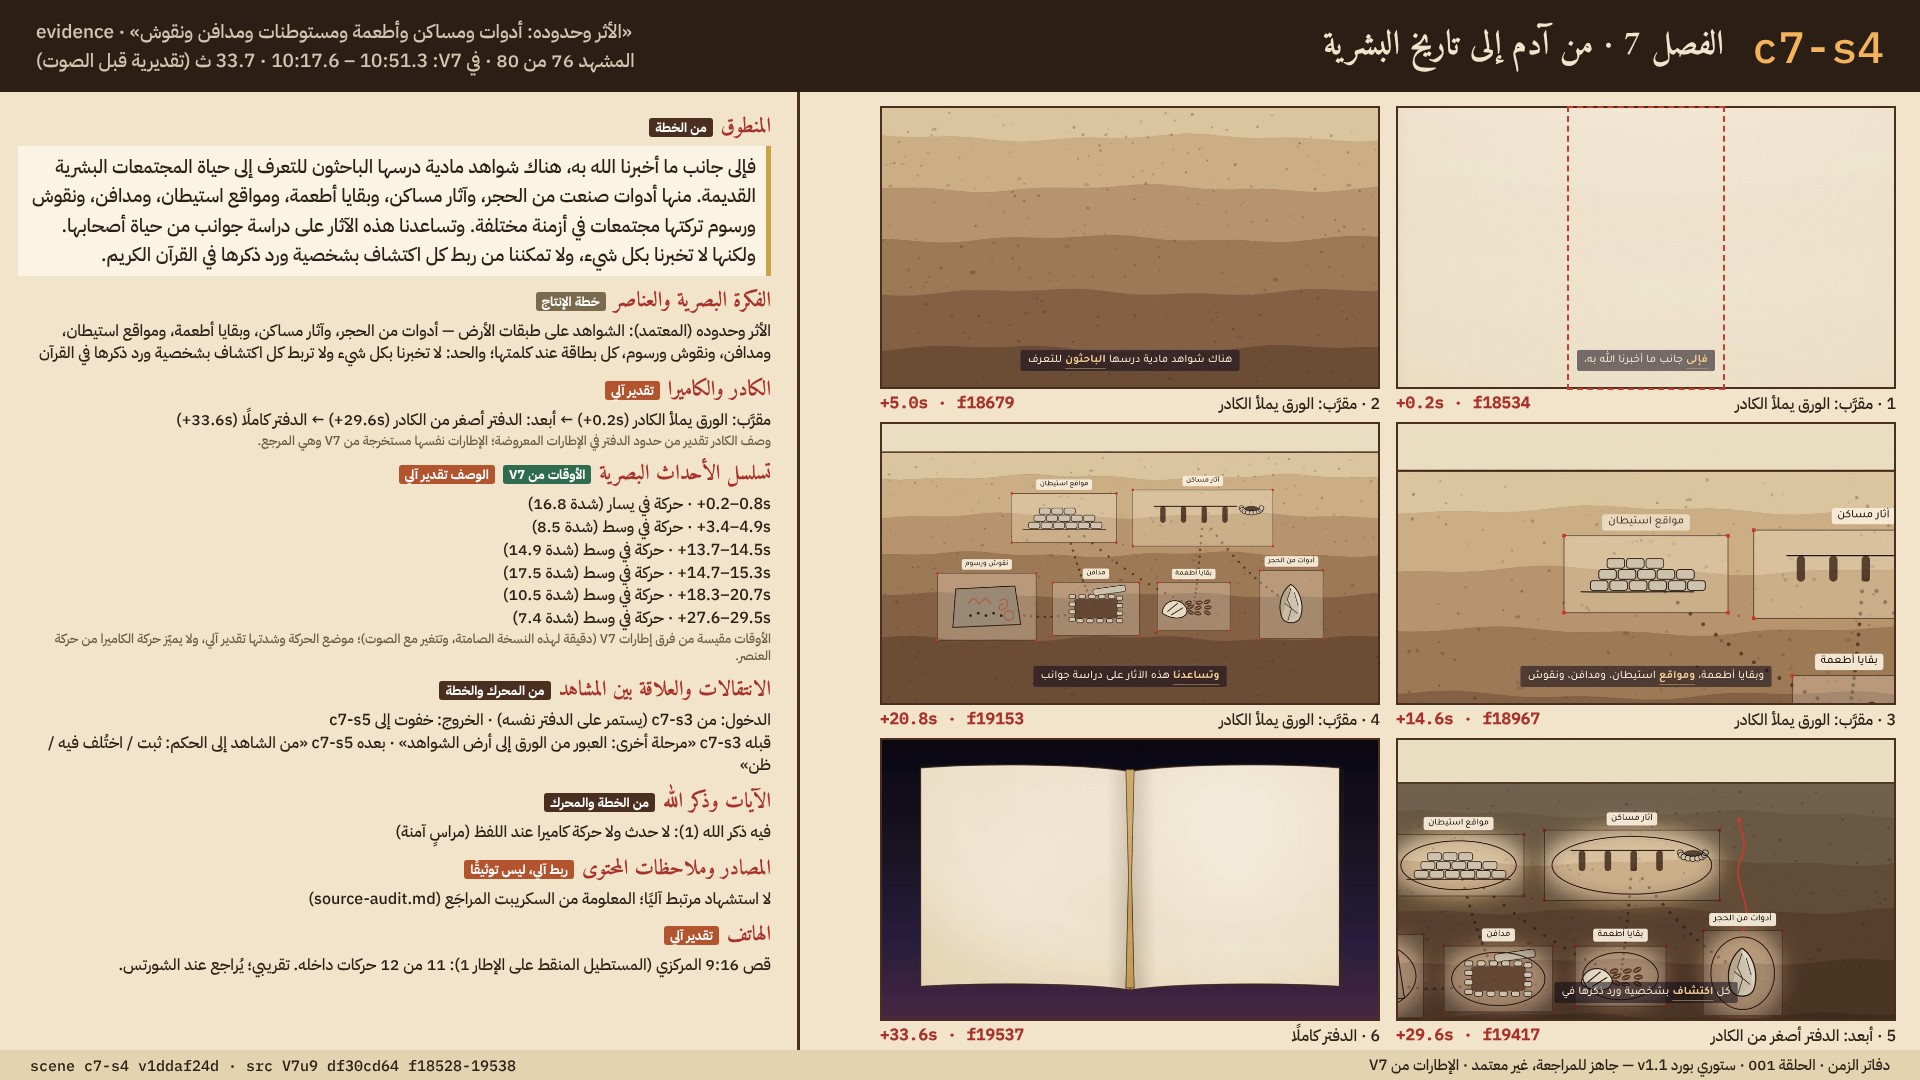 c7-s4
الفصل 7 · من آدم إلى تاريخ البشرية
«الأثر وحدوده: أدوات ومساكن وأطعمة ومستوطنات ومدافن ونقوش» · evidence
المشهد 76 من 80 · في V7: 10:17.6 – 10:51.3 · 33.7 ث (تقديرية قبل الصوت)
فإلى جانب ما أخبرنا الله به،
1 · مقرَّب: الورق يملأ الكادر
+0.2s · f18534
هناك شواهد مادية درسها الباحثون للتعرف
2 · مقرَّب: الورق يملأ الكادر
+5.0s · f18679
آثار مساكن
مواقع استيطان
بقايا أطعمة
وبقايا أطعمة، ومواقع استيطان، ومدافن، ونقوش
3 · مقرَّب: الورق يملأ الكادر
+14.6s · f18967
آثار مساكن
مواقع استيطان
أدوات من الحجر
بقايا أطعمة
مدافن
نقوش ورسوم
وتساعدنا هذه الآثار على دراسة جوانب
4 · مقرَّب: الورق يملأ الكادر
+20.8s · f19153
آثار مساكن
مواقع استيطان
أدوات من الحجر
بقايا أطعمة
مدافن
كل اكتشاف بشخصية ورد ذكرها في
5 · أبعد: الدفتر أصغر من الكادر
+29.6s · f19417
6 · الدفتر كاملًا
+33.6s · f19537
المنطوق من الخطة
فإلى جانب ما أخبرنا الله به، هناك شواهد مادية درسها الباحثون للتعرف إلى حياة المجتمعات البشرية
القديمة. منها أدوات صنعت من الحجر، وآثار مساكن، وبقايا أطعمة، ومواقع استيطان، ومدافن، ونقوش
ورسوم تركتها مجتمعات في أزمنة مختلفة. وتساعدنا هذه الآثار على دراسة جوانب من حياة أصحابها.
ولكنها لا تخبرنا بكل شيء، ولا تمكننا من ربط كل اكتشاف بشخصية ورد ذكرها في القرآن الكريم.
الفكرة البصرية والعناصر خطة الإنتاج
الأثر وحدوده (المعتمد): الشواهد على طبقات الأرض — أدوات من الحجر، وآثار مساكن، وبقايا أطعمة، ومواقع استيطان،
ومدافن، ونقوش ورسوم، كل بطاقة عند كلمتها؛ والحد: لا تخبرنا بكل شيء ولا تربط كل اكتشاف بشخصية ورد ذكرها في القرآن
الكادر والكاميرا تقدير آلي
مقرَّب: الورق يملأ الكادر (+0.2s) ← أبعد: الدفتر أصغر من الكادر (+29.6s) ← الدفتر كاملًا (+33.6s)
وصف الكادر تقدير من حدود الدفتر في الإطارات المعروضة؛ الإطارات نفسها مستخرجة من V7 وهي المرجع.
تسلسل الأحداث البصرية الأوقات من V7 الوصف تقدير آلي
+0.2–0.8s · حركة في يسار (شدة 16.8)
+3.4–4.9s · حركة في وسط (شدة 8.5)
+13.7–14.5s · حركة في وسط (شدة 14.9)
+14.7–15.3s · حركة في وسط (شدة 17.5)
+18.3–20.7s · حركة في وسط (شدة 10.5)
+27.6–29.5s · حركة في وسط (شدة 7.4)
الأوقات مقيسة من فرق إطارات V7 (دقيقة لهذه النسخة الصامتة، وتتغير مع الصوت)؛ موضع الحركة وشدتها تقدير آلي، ولا يميّز حركة الكاميرا من حركة
العنصر.
الانتقالات والعلاقة بين المشاهد من المحرك والخطة
الدخول: من c7-s3 (يستمر على الدفتر نفسه) · الخروج: خفوت إلى c7-s5
قبله c7-s3 «مرحلة أخرى: العبور من الورق إلى أرض الشواهد» · بعده c7-s5 «من الشاهد إلى الحكم: ثبت / اختُلف فيه /
ظن»
الآيات وذكر الله من الخطة والمحرك
فيه ذكر الله (1): لا حدث ولا حركة كاميرا عند اللفظ (مراسٍ آمنة)
المصادر وملاحظات المحتوى ربط آلي، ليس توثيقًا
لا استشهاد مرتبط آليًا؛ المعلومة من السكريبت المراجَع (source-audit.md)
الهاتف تقدير آلي
قص 9:16 المركزي (المستطيل المنقط على الإطار 1): 11 من 12 حركات داخله. تقريبي؛ يُراجع عند الشورتس.
دفاتر الزمن · الحلقة 001 · ستوري بورد v1.1 — جاهز للمراجعة، غير معتمد · الإطارات من V7
scene c7-s4 v1ddaf24d · src V7u9 df30cd64 f18528-19538